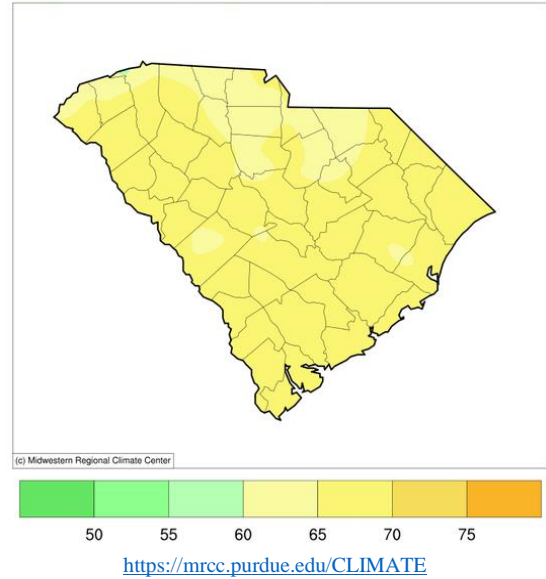 (c) Midwestern Regional Climate Center
50 55 60 65 70 75
https://mrcc.purdue.edu/CLIMATE